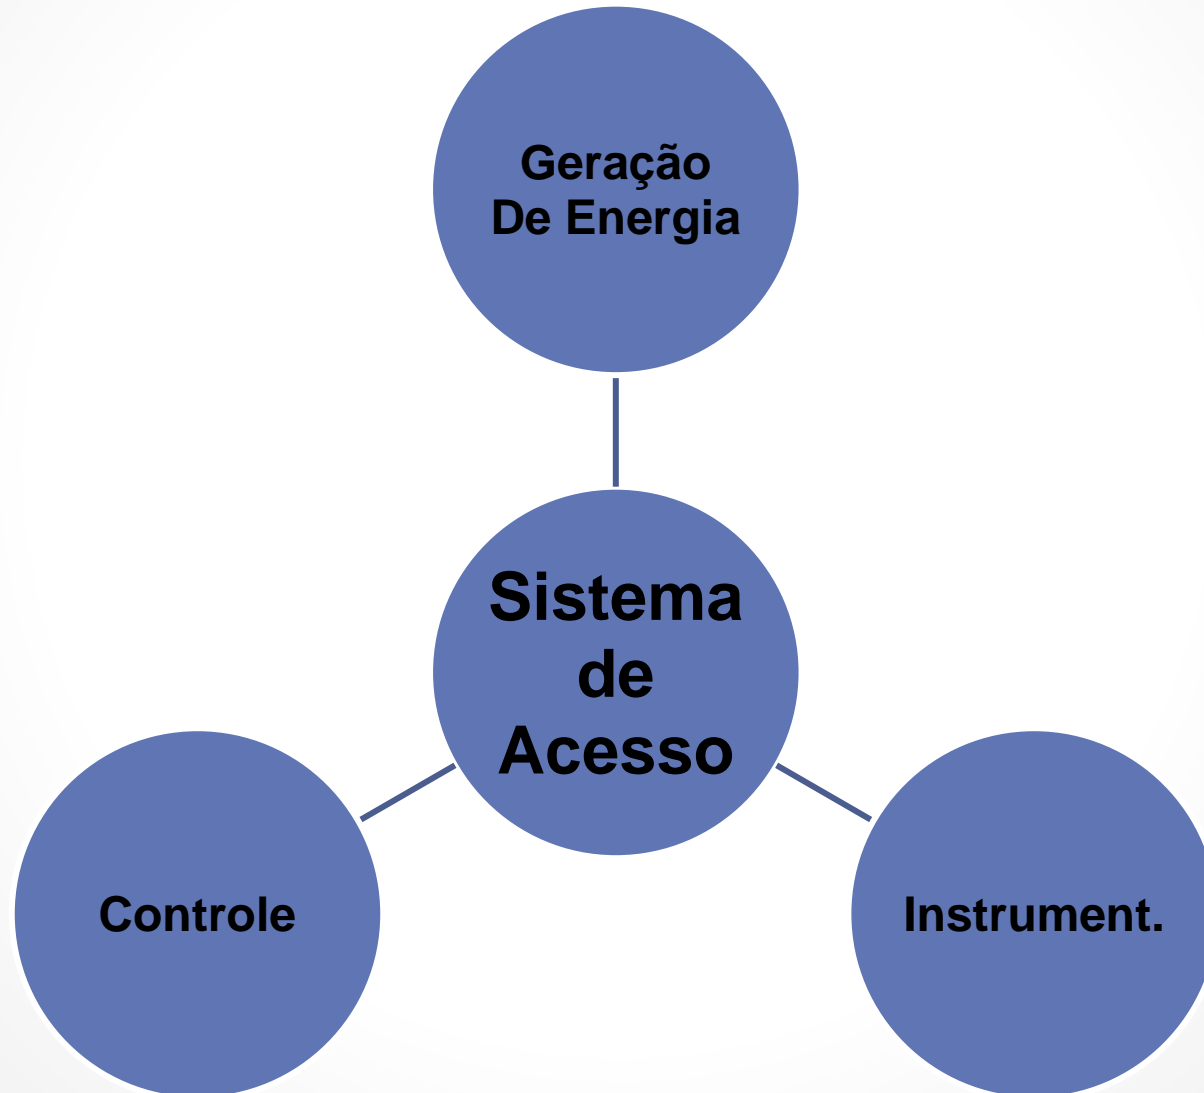 Geração
De Energia
Sistema
de
Acesso
Controle
Instrument.